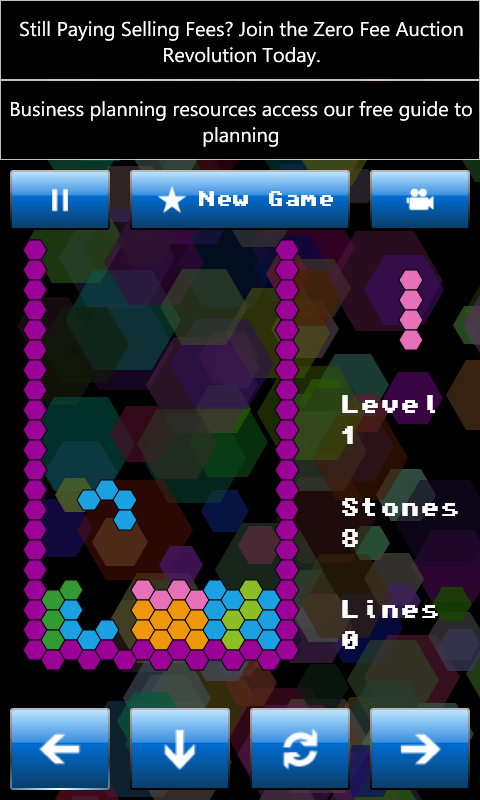 Still Paying Selling Fees? Join the Zero Fee Auction
Revolution Today.
Business planning resources access our free guide to
planning
New Game
Level
1
Stones
8
Lines
0